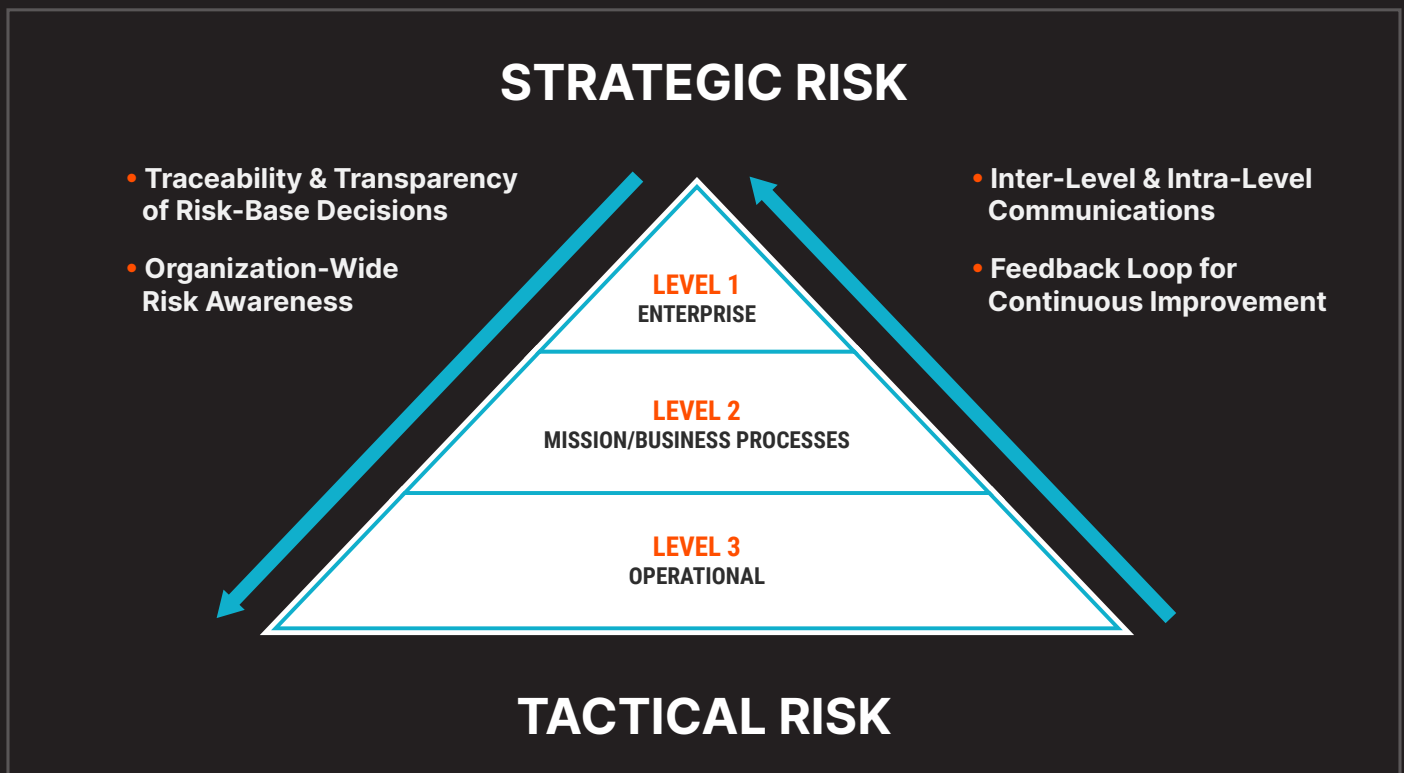 STRATEGIC RISK
• Traceability & Transparency
of Risk-Base Decisions
• Organization-Wide
Risk Awareness
• Inter-Level & Intra-Level
Communications
• Feedback Loop for
Continuous Improvement
LEVEL 1
ENTERPRISE
LEVEL 2
MISSION/BUSINESS PROCESSES
LEVEL 3
OPERATIONAL
TACTICAL RISK